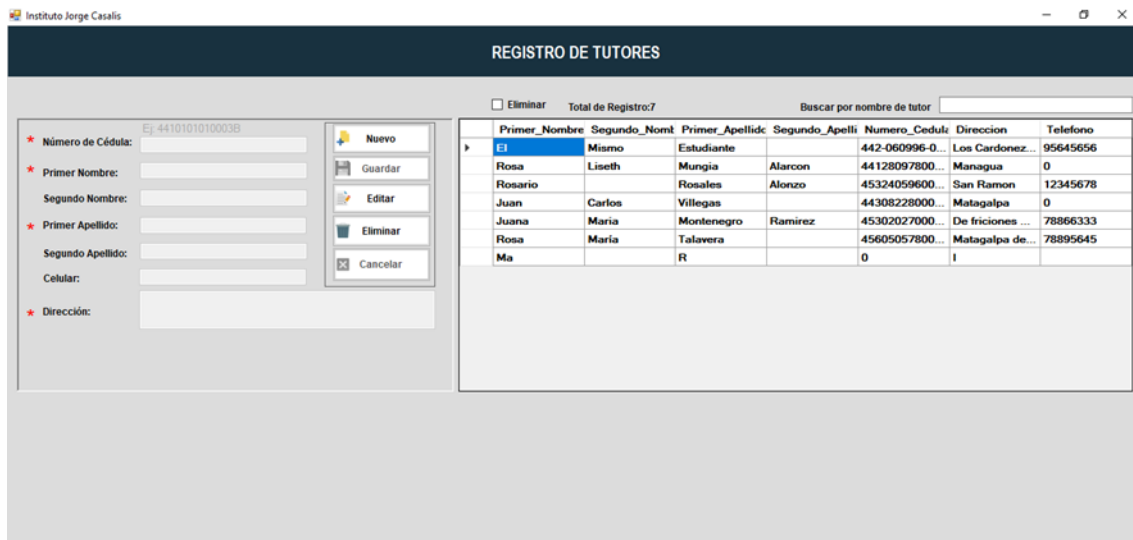 Instituto Jorge Casalis
REGISTRO DE TUTORES
Eliminar Total de Registro:7 Buscar por nombre de tutor
Ej: 4410101010003B
* Número de Cédula:
* Primer Nombre:
Segundo Nombre:
* Primer Apellido:
Segundo Apellido:
Celular:
* Dirección:
Nuevo
Guardar
Editar
Eliminar
Cancelar
Primer_Nombre Segundo_Noml Primer_Apellido Segundo_Apelli Numero_Cedula Direccion Telefono
El Mismo Estudiante 442-060996-0... Los Cardonez... 95645656
Rosa Liseth Mungia Alarcon 44128097800... Managua 0
Rosario Rosales Alonzo 45324059600... San Ramon 12345678
Juan Carlos Villegas 44308228000... Matagalpa 0
Juana Maria Montenegro Ramirez 45302027000... De friciones ... 78866333
Rosa María Talavera 45605057800... Matagalpa de... 78895645
Ma R 0 l